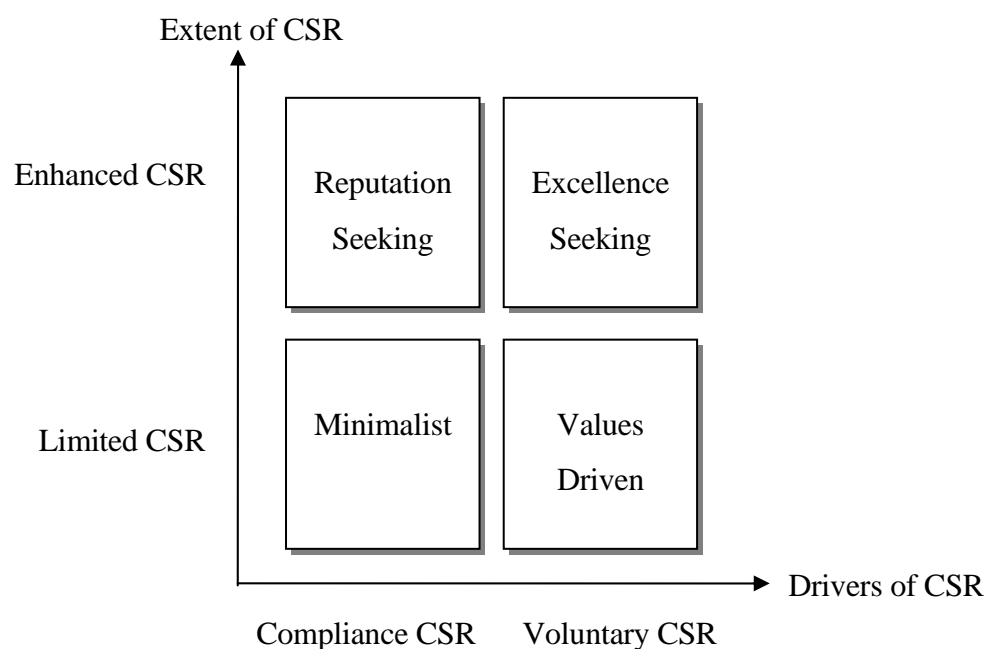 Extent of CSR
Enhanced CSR
Reputation
Seeking
Excellence
Seeking
Limited CSR
Minimalist
Values
Driven
Drivers of CSR
Compliance CSR
Voluntary CSR